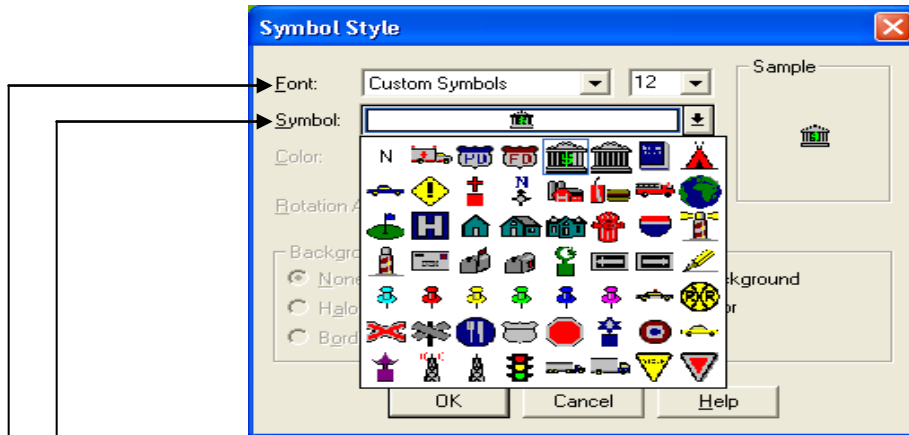 Symbol Style
Sample
Font: Custom Symbols 12
Symbol:
Color:
Rotation A
Backgro
None
kground
Halo
or
Bord
N
PD
FD
$
N
H
RXR
OK Cancel Help